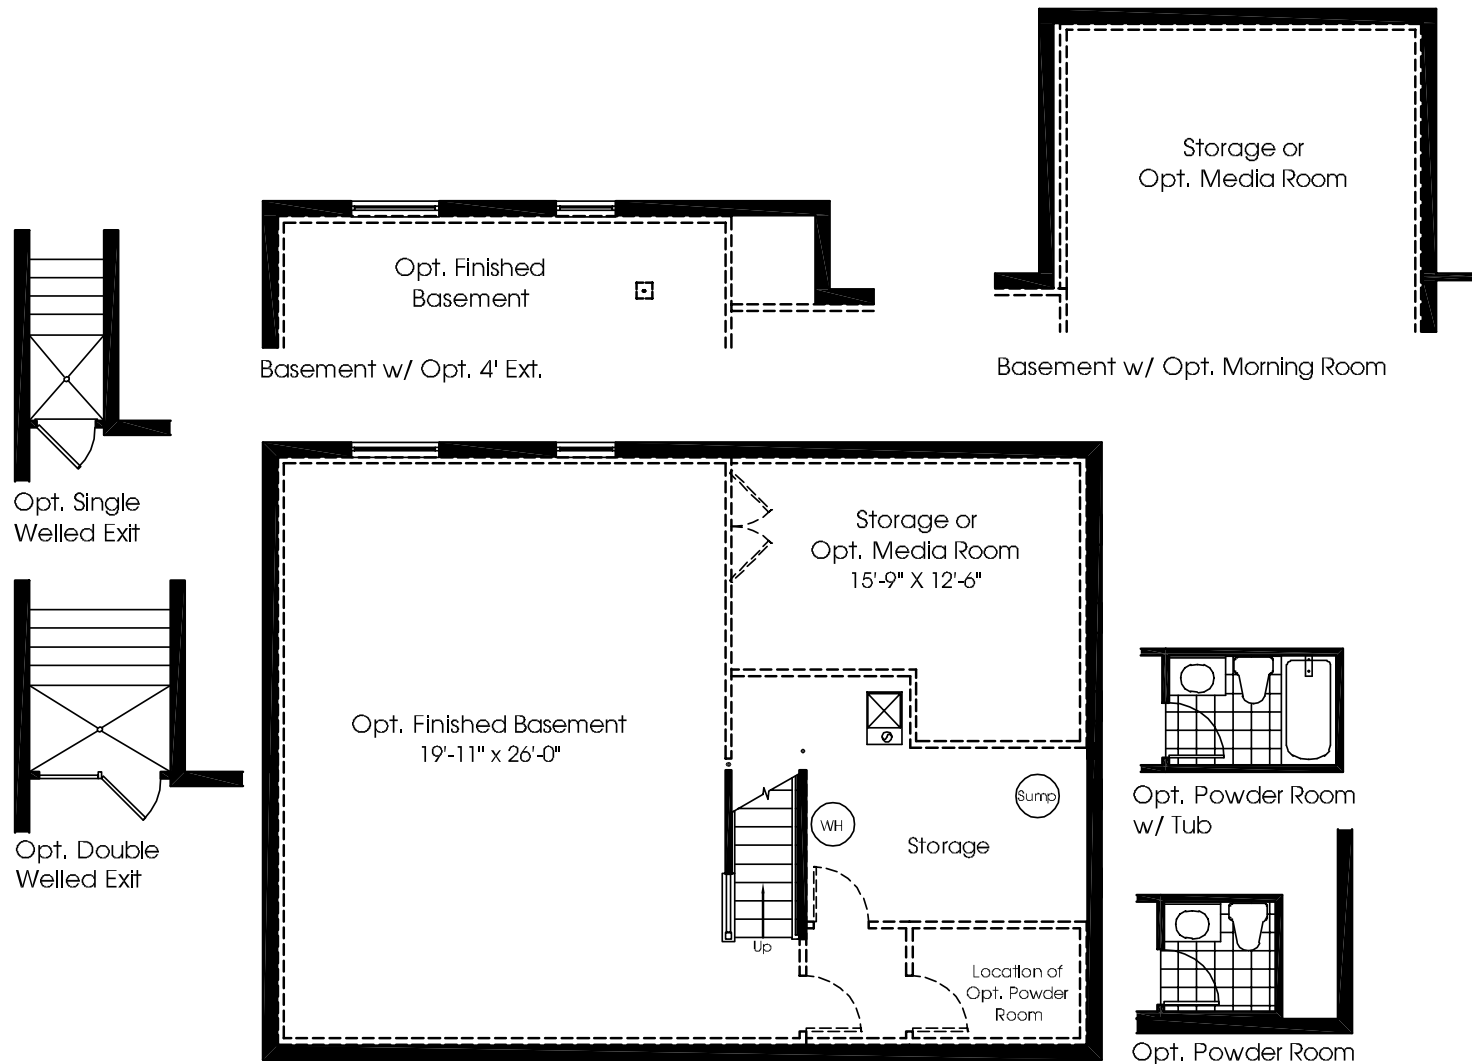 Storage or
Opt. Media Room
Basement w/ Opt. Morning Room
Opt. Finished
Basement
Basement w/ Opt. 4' Ext.
Opt. Single
Welled Exit
Opt. Double
Welled Exit
Storage or
Opt. Media Room
15'-9" X 12'-6"
Opt. Finished Basement
19'-11" x 26'-0"
Sump
WH
Storage
Up
Location of
Opt. Powder
Room
Opt. Powder Room
w/ Tub
Opt. Powder Room